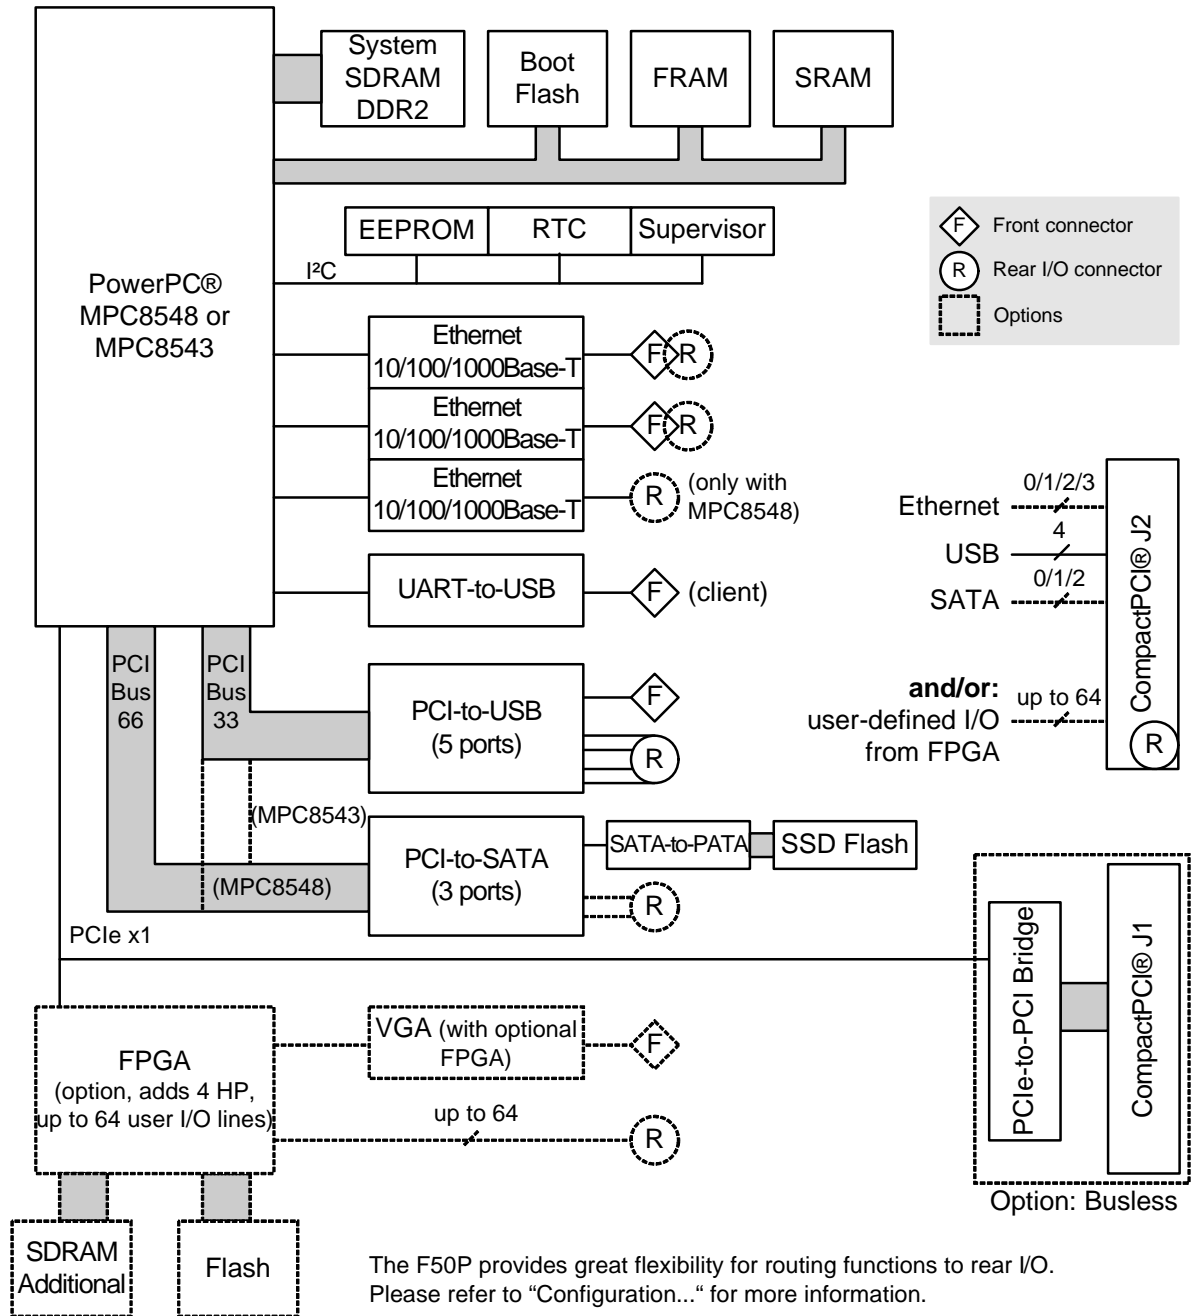 System
SDRAM
DDR2
Boot
Flash
FRAM
SRAM
EEPROM
RTC
Supervisor
I²C
PowerPC®
MPC8548 or
MPC8543
F
Front connector
R
Rear I/O connector
Options
Ethernet
10/100/1000Base-T
F
R
Ethernet
10/100/1000Base-T
F
R
Ethernet
10/100/1000Base-T
R
(only with
MPC8548)
UART-to-USB
F
(client)
Ethernet
0/1/2/3
USB
4
SATA
0/1/2
and/or:
user-defined I/O
from FPGA
up to 64
CompactPCI® J2
R
PCI
Bus
66
PCI
Bus
33
PCI-to-USB
(5 ports)
F
R
(MPC8543)
(MPC8548)
PCI-to-SATA
(3 ports)
SATA-to-PATA
SSD Flash
R
PCIe x1
PCIe-to-PCI Bridge
CompactPCI® J1
Option: Busless
FPGA
(option, adds 4 HP,
up to 64 user I/O lines)
VGA (with optional
FPGA)
F
up to 64
R
SDRAM
Additional
Flash
The F50P provides great flexibility for routing functions to rear I/O.
Please refer to “Configuration...“ for more information.